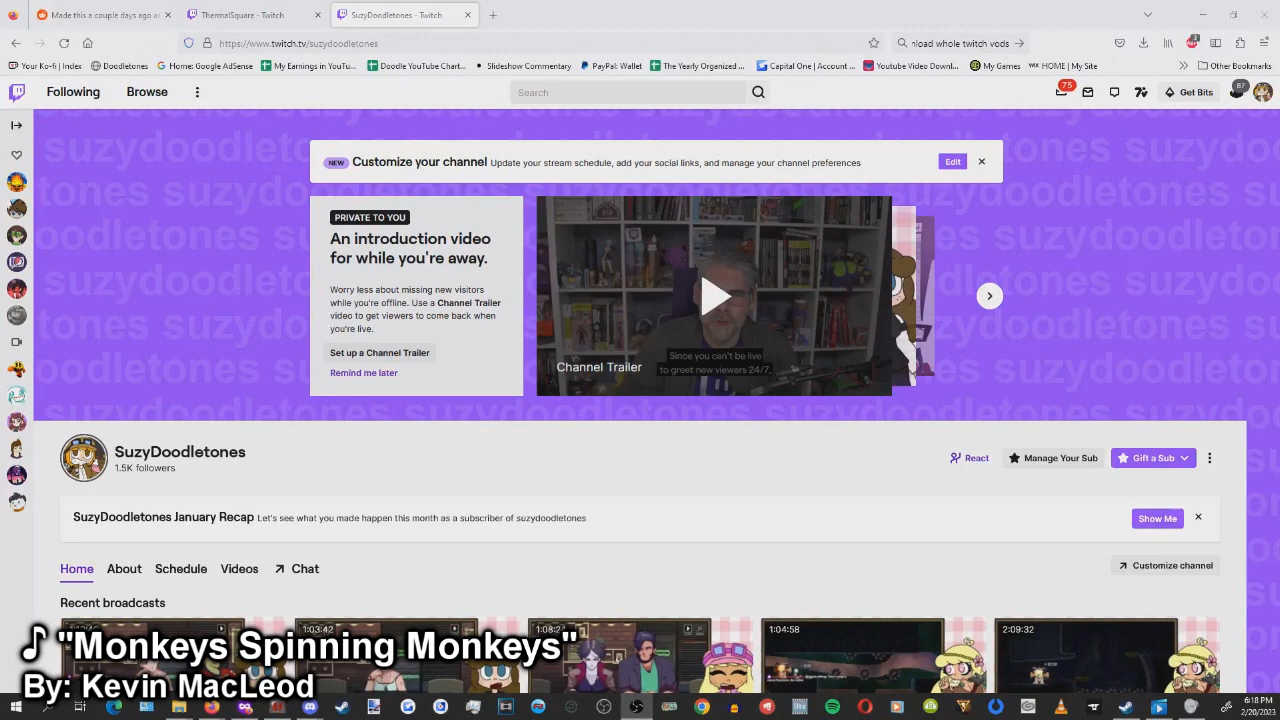 Made this a couple days ago as
ThermalSquare - Twitch
SuzyDoodletones - Twitch
https://www.twitch.tv/suzydoodletones
nload whole twitch vods
Your Ko-fi | Index
Doodletones
Home: Google AdSense
My Earnings in YouTu...
Doodle YouTube Chart...
Slideshow Commentary
PayPal: Wallet
The Yearly Organized ...
Capital One | Account ...
Youtube Video Downl...
My Games
WIX HOME | My Site
Other Bookmarks
Following
Browse
Search
75
Get Bits
87
NEW Customize your channel Update your stream schedule, add your social links, and manage your channel preferences
Edit
PRIVATE TO YOU
An introduction video
for while you're away.
Worry less about missing new visitors
while you're offline. Use a Channel Trailer
video to get viewers to come back when
you're live.
Set up a Channel Trailer
Remind me later
Since you can't be live
to greet new viewers 24/7,
Channel Trailer
SuzyDoodletones
1.5K followers
React
Manage Your Sub
Gift a Sub
SuzyDoodletones January Recap Let's see what you made happen this month as a subscriber of suzydoodletones
Show Me
Home
About
Schedule
Videos
Chat
Customize channel
Recent broadcasts
1:03:42
1:04:58
2:09:32
"Monkeys Spinning Monkeys"
By: Kevin MacLeod
6:18 PM
2/20/2023